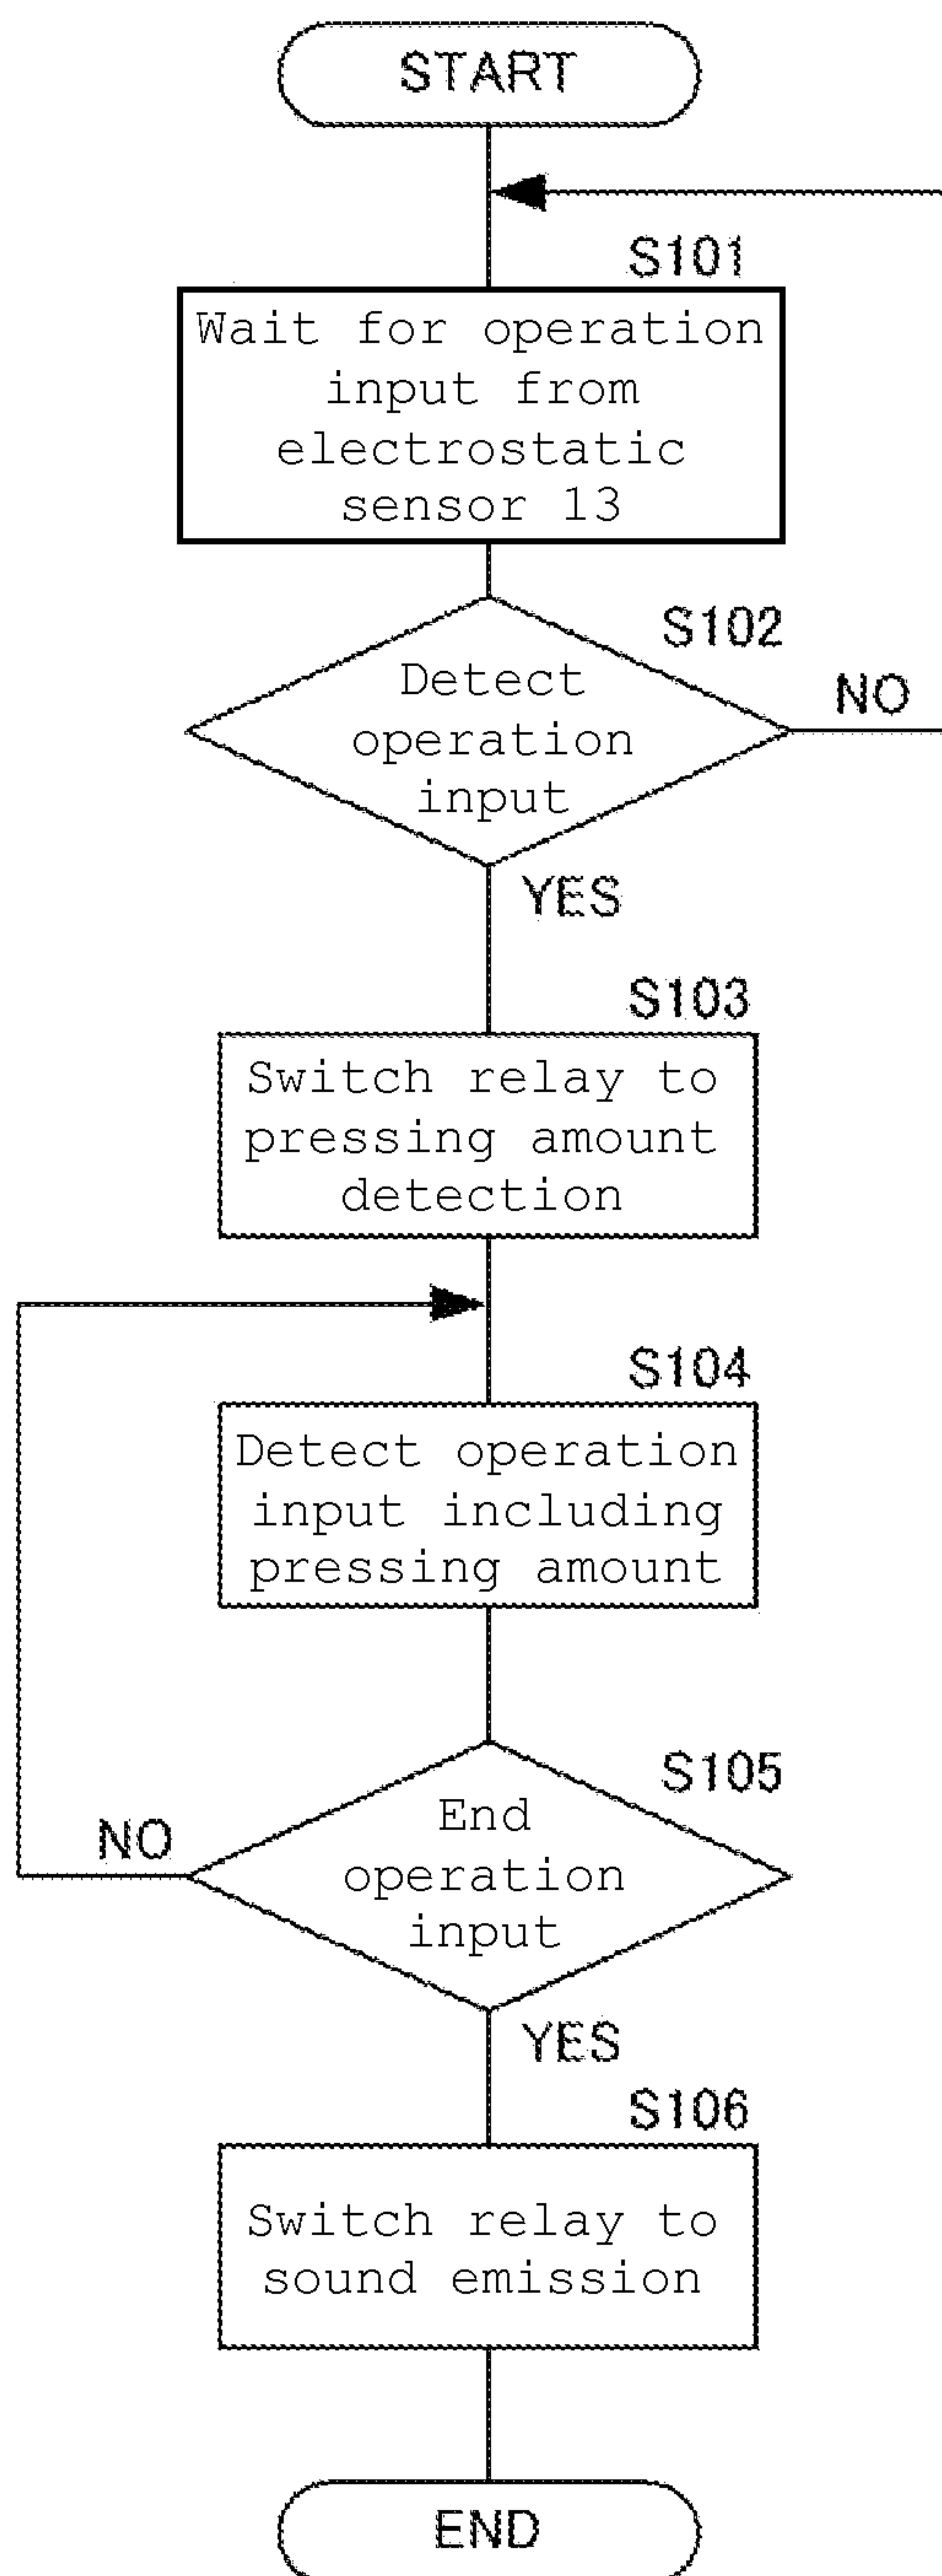 START
S101
Wait for operation
input from
electrostatic
sensor 13
S102
Detect
operation
input
NO
YES
S103
Switch relay to
pressing amount
detection
S104
Detect operation
input including
pressing amount
S105
End
operation
input
NO
YES
S106
Switch relay to
sound emission
END